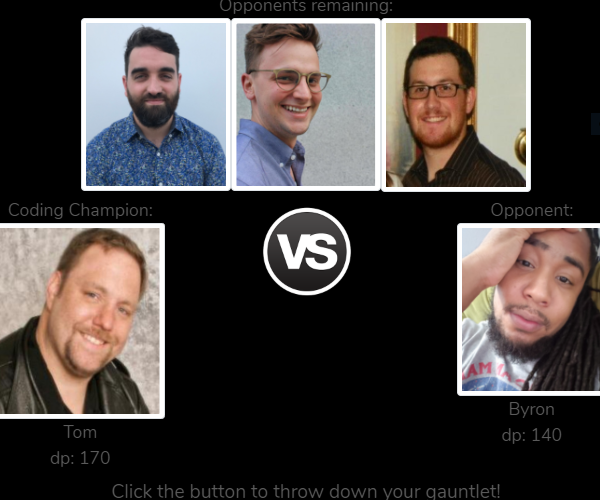 Opponents remaining:
Coding Champion:
Opponent:
VS
Tom
dp: 170
Byron
dp: 140
Click the button to throw down your gauntlet!